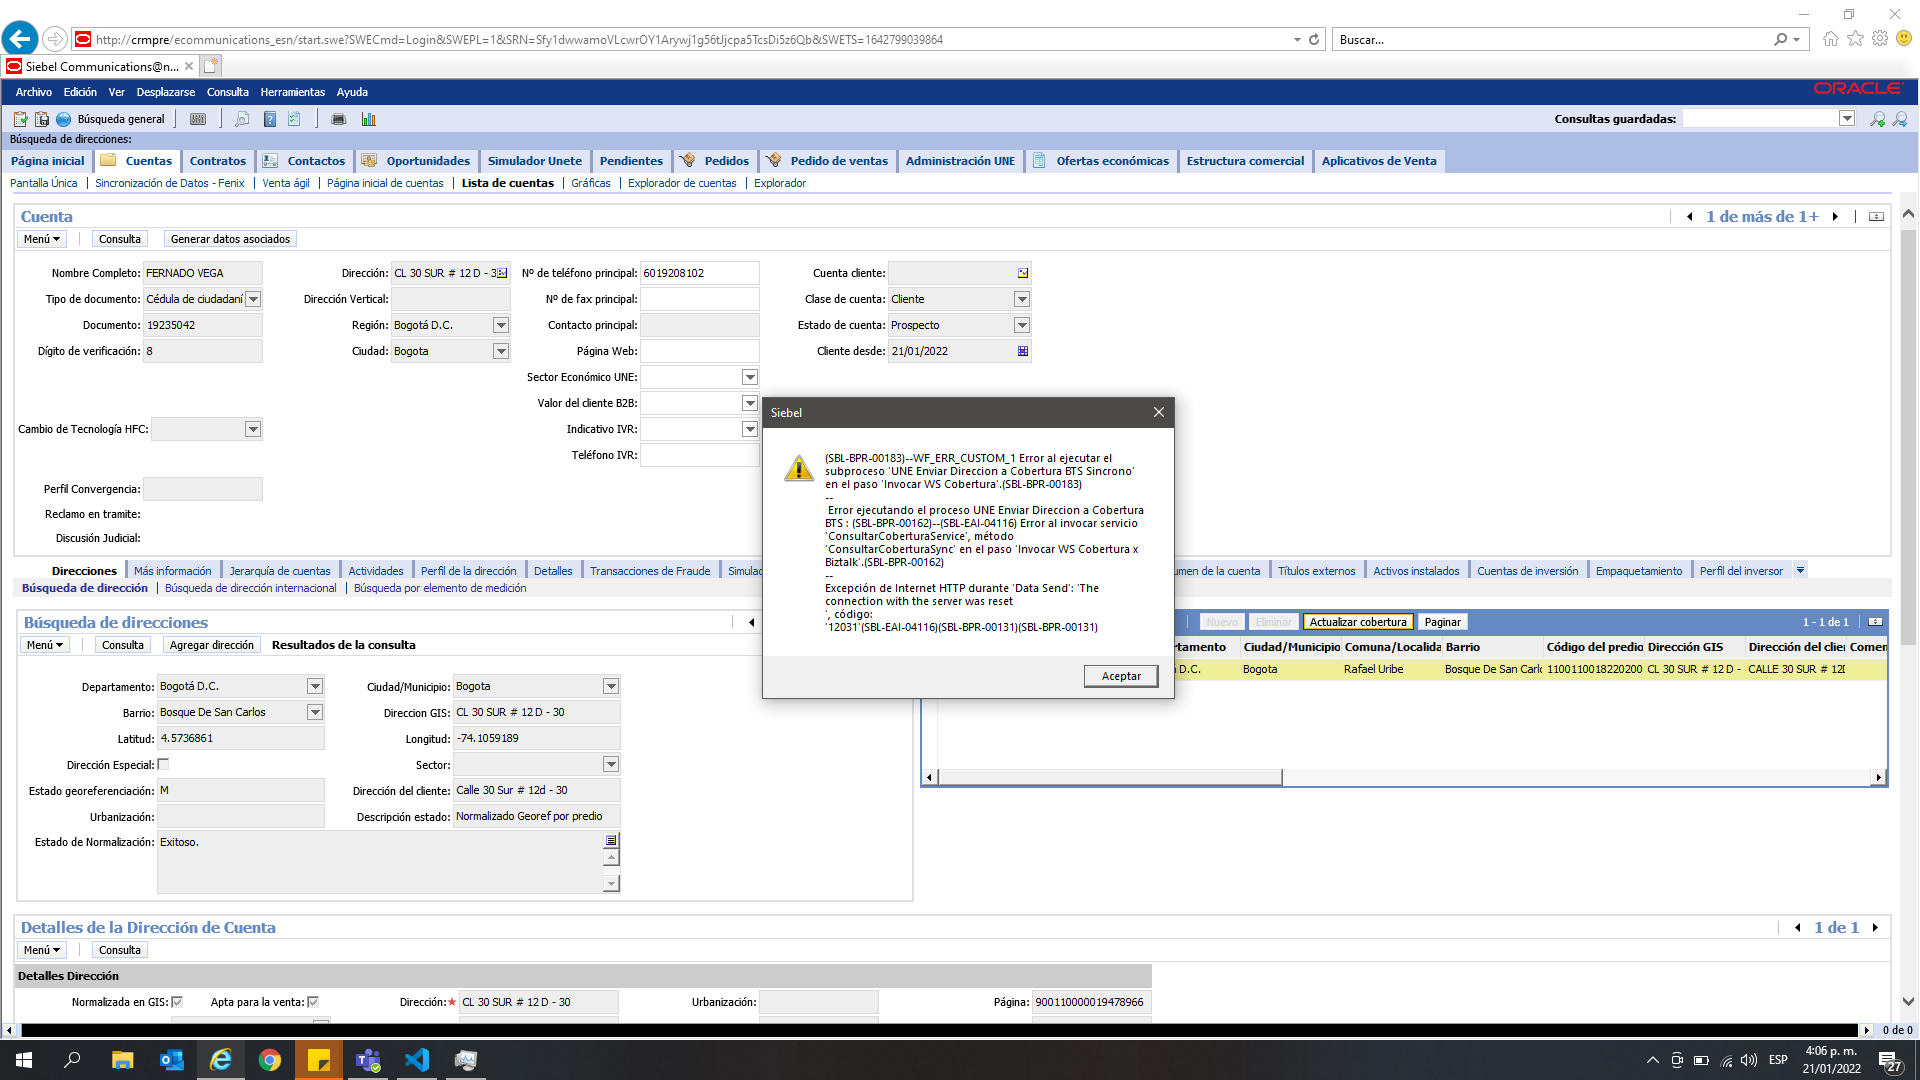 http://crmpre/ecommunications_esn/start.swe?SWECmd=Login&SWEPL=1&SRN=Sfy1dwwamoVLcwrOY1Arywj1g56tJjcpa5TcsDi5z6Qb&SWETS=1642799039864
Buscar...
Siebel Communications@n...
Archivo Edición Ver Desplazarse Consulta Herramientas Ayuda
ORACLE
Búsqueda general
Consultas guardadas:
Búsqueda de direcciones:
Página inicial Cuentas Contratos Contactos Oportunidades Simulador Unete Pendientes Pedidos Pedido de ventas Administración UNE Ofertas económicas Estructura comercial Aplicativos de Venta
Pantalla Única Sincronización de Datos - Fenix Venta ágil Página inicial de cuentas Lista de cuentas Gráficas Explorador de cuentas Explorador
Cuenta
1 de más de 1+
Menú Consulta Generar datos asociados
Nombre Completo: FERNADO VEGA Dirección: CL 30 SUR # 12 D - 3 Nº de teléfono principal: 6019208102 Cuenta cliente:
Tipo de documento: Cédula de ciudadaní Dirección Vertical: Nº de fax principal: Clase de cuenta: Cliente
Documento: 19235042 Región: Bogotá D.C. Contacto principal: Estado de cuenta: Prospecto
Dígito de verificación: 8 Ciudad: Bogota Página Web: Cliente desde: 21/01/2022
Sector Económico UNE:
Valor del cliente B2B:
Cambio de Tecnología HFC: Indicativo IVR:
Teléfono IVR:
Perfil Convergencia:
Reclamo en tramite:
Discusión Judicial:
Siebel
(SBL-BPR-00183)--WF_ERR_CUSTOM_1 Error al ejecutar el
subproceso 'UNE Enviar Direccion a Cobertura BTS Sincrono'
en el paso 'Invocar WS Cobertura'.(SBL-BPR-00183)
--
Error ejecutando el proceso UNE Enviar Direccion a Cobertura
BTS : (SBL-BPR-00162)--(SBL-EAI-04116) Error al invocar servicio
'ConsultarCoberturaService', método
'ConsultarCoberturaSync' en el paso 'Invocar WS Cobertura x
Biztalk'.(SBL-BPR-00162)
--
Excepción de Internet HTTP durante 'Data Send': 'The
connection with the server was reset
', código:
'12031'(SBL-EAI-04116)(SBL-BPR-00131)(SBL-BPR-00131)
Aceptar
Direcciones Más información Jerarquía de cuentas Actividades Perfil de la dirección Detalles Transacciones de Fraude Simulac umen de la cuenta Títulos externos Activos instalados Cuentas de inversión Empaquetamiento Perfil del inversor
Búsqueda de dirección Búsqueda de dirección internacional Búsqueda por elemento de medición
Búsqueda de direcciones
Nuevo Eliminar Actualizar cobertura Paginar 1 - 1 de 1
Menú Consulta Agregar dirección Resultados de la consulta
rtamento Ciudad/Municipio Comuna/Localida Barrio Código del predio Dirección GIS Dirección del clie Comen
D.C. Bogota Rafael Uribe Bosque De San Carl 1100110018220200 CL 30 SUR # 12 D - CALLE 30 SUR # 12
Departamento: Bogotá D.C. Ciudad/Municipio: Bogota
Barrio: Bosque De San Carlos Direccion GIS: CL 30 SUR # 12 D - 30
Latitud: 4.5736861 Longitud: -74.1059189
Dirección Especial: Sector:
Estado georeferenciación: M Dirección del cliente: Calle 30 Sur # 12d - 30
Urbanización: Descripción estado: Normalizado Georef por predio
Estado de Normalización: Exitoso.
Detalles de la Dirección de Cuenta
1 de 1
Menú Consulta
Detalles Dirección
Normalizada en GIS: Apta para la venta: Dirección:* CL 30 SUR # 12 D - 30 Urbanización: Página: 900110000019478966
0 de 0
ESP
4:06 p. m.
21/01/2022
27